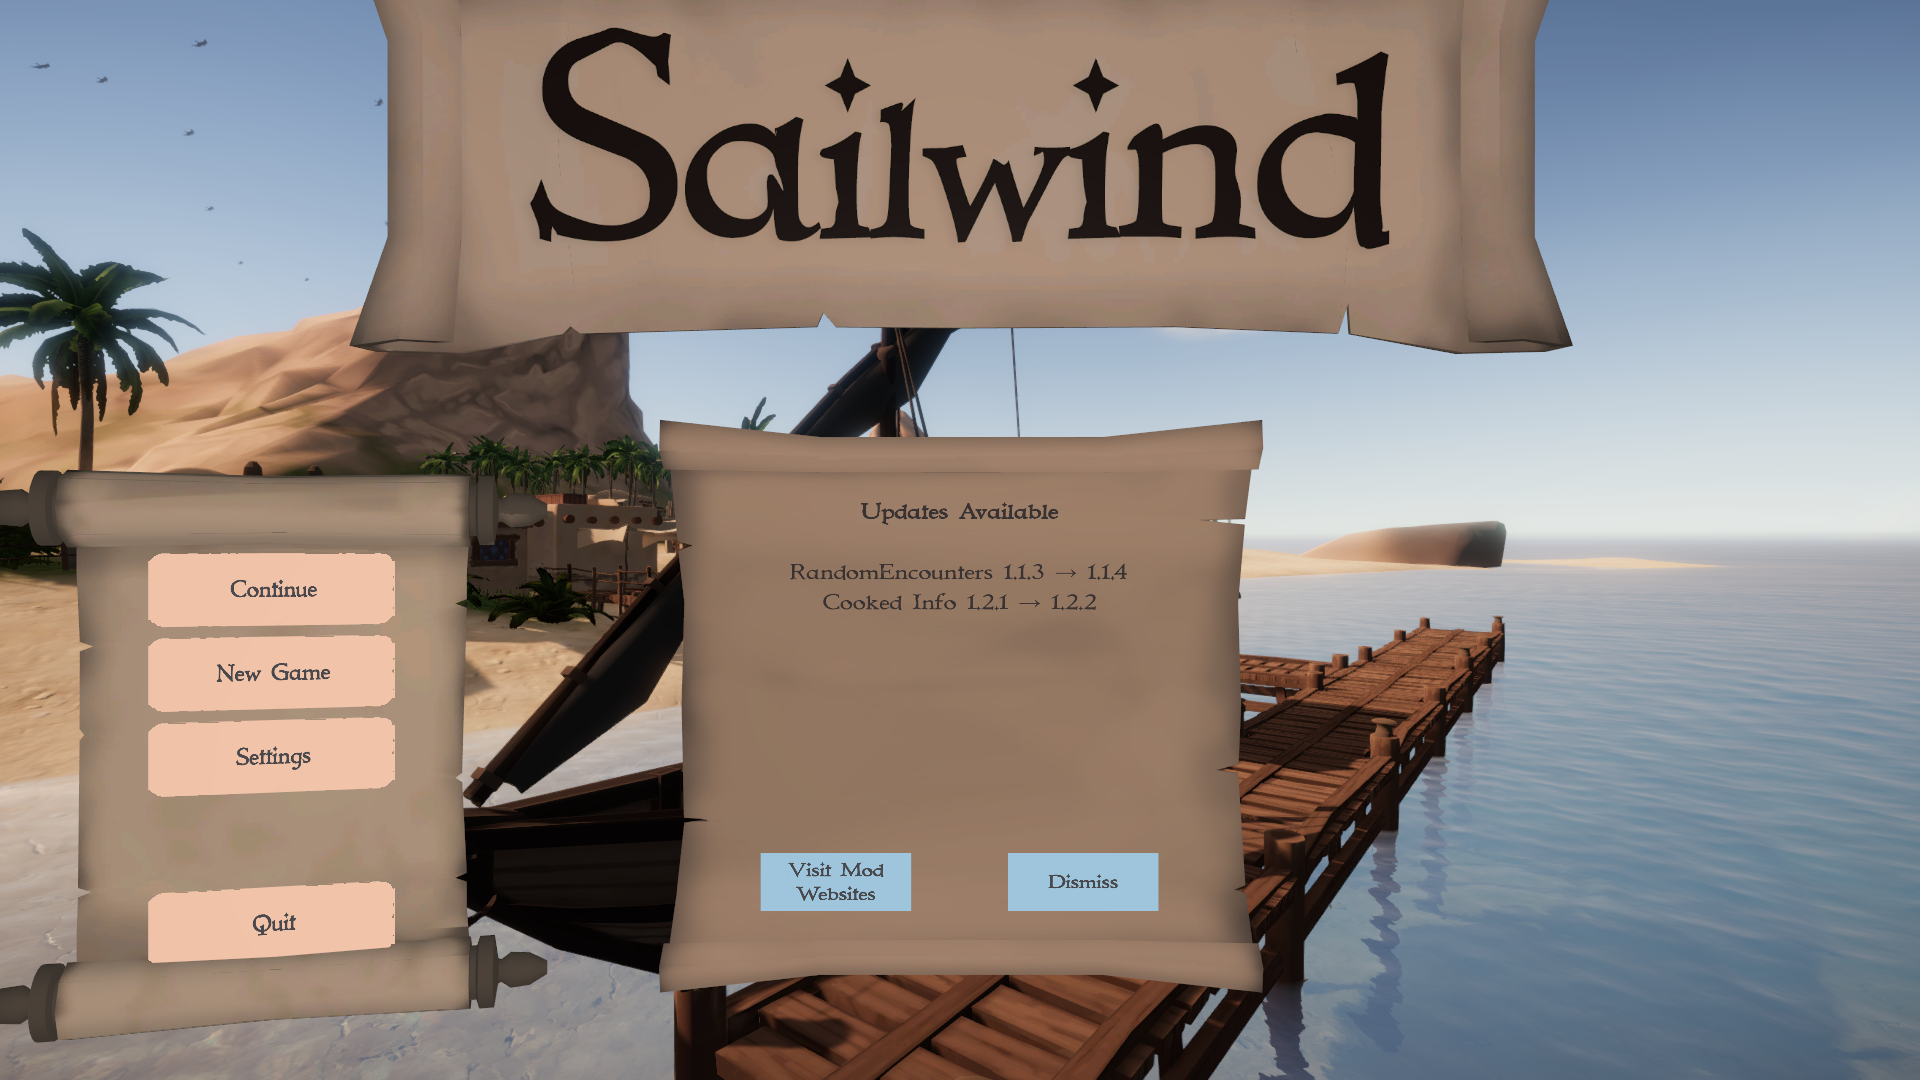 Sailwind
Continue
New Game
Settings
Quit
Updates Available
RandomEncounters 1.1.3 → 1.1.4
Cooked Info 1.2.1 → 1.2.2
Visit Mod
Websites
Dismiss